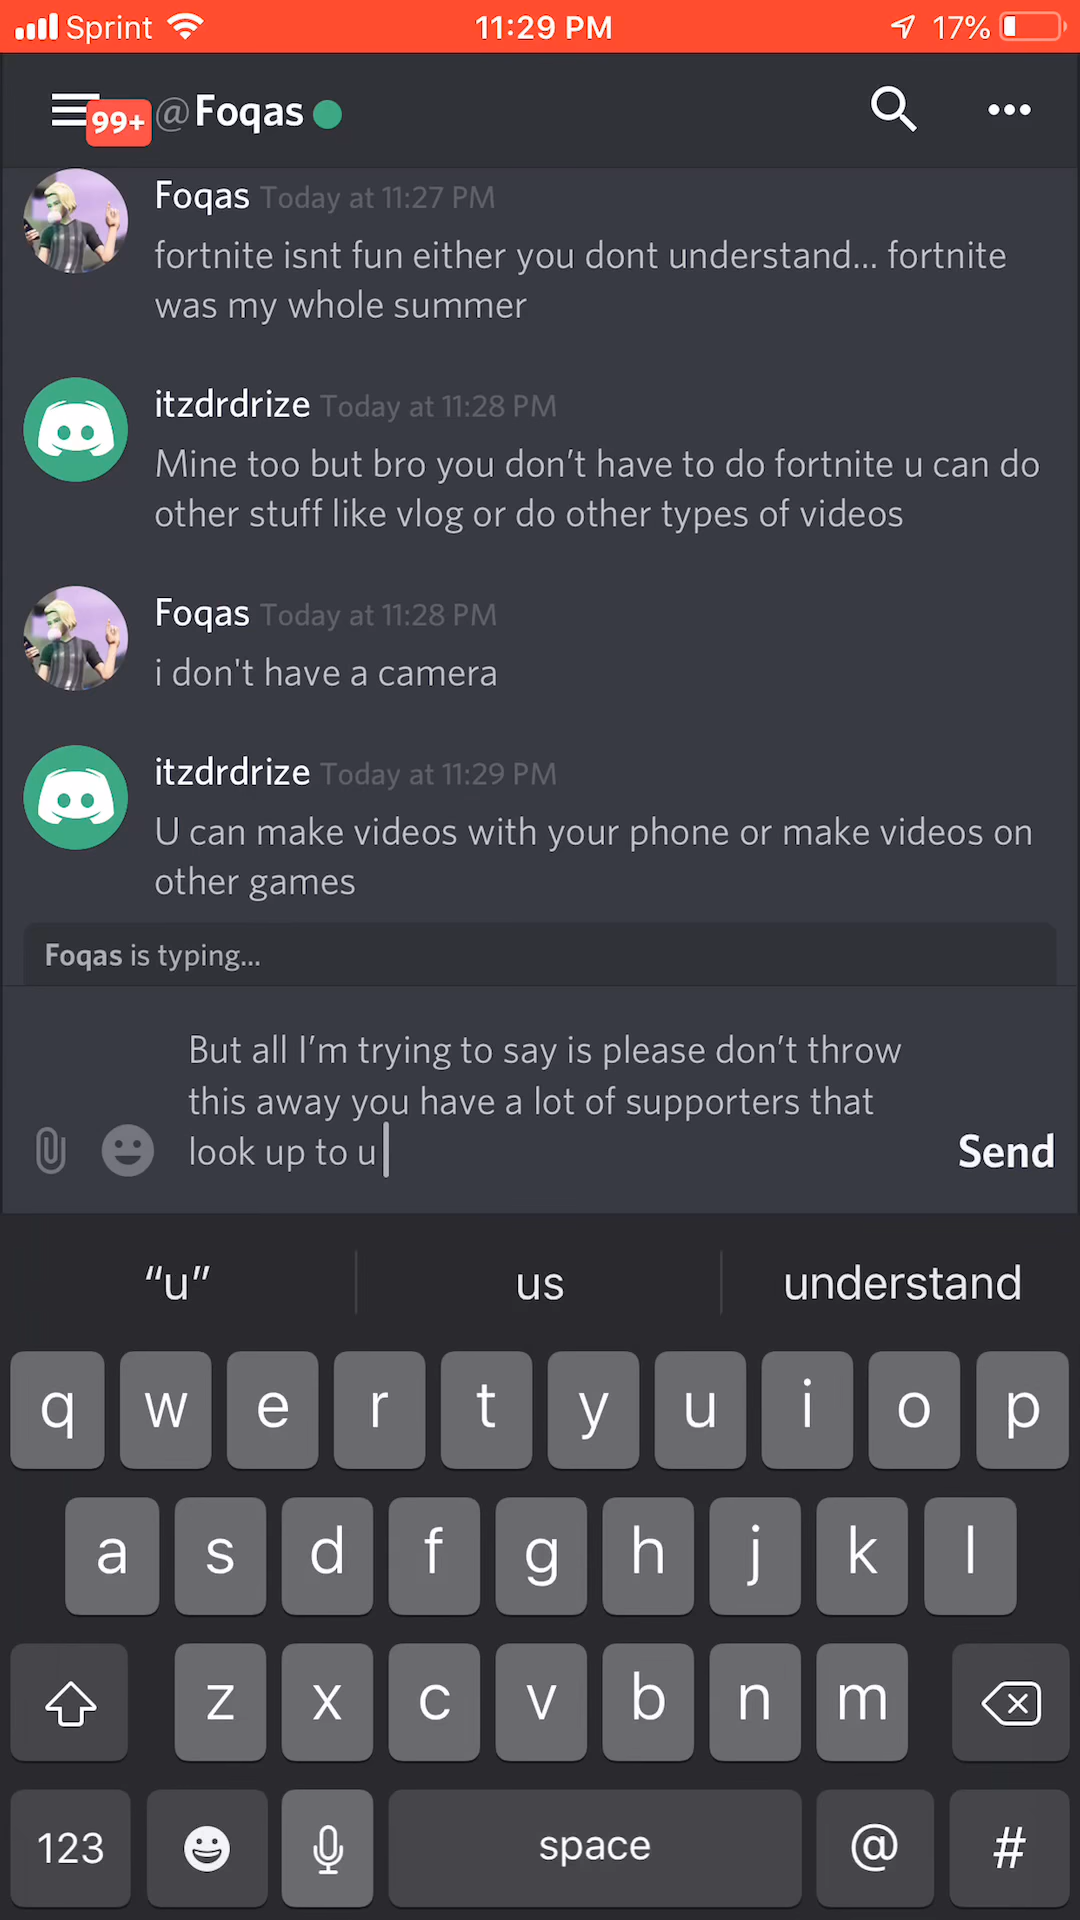 Sprint 11:29 PM 17%
99+ @ Foqas
Foqas Today at 11:27 PM
fortnite isnt fun either you dont understand... fortnite
was my whole summer
itzdrdrize Today at 11:28 PM
Mine too but bro you don’t have to do fortnite u can do
other stuff like vlog or do other types of videos
Foqas Today at 11:28 PM
i don't have a camera
itzdrdrize Today at 11:29 PM
U can make videos with your phone or make videos on
other games
Foqas is typing...
But all I’m trying to say is please don’t throw
this away you have a lot of supporters that
look up to u
Send
“u” us understand
q w e r t y u i o p
a s d f g h j k l
z x c v b n m
123 space @ #